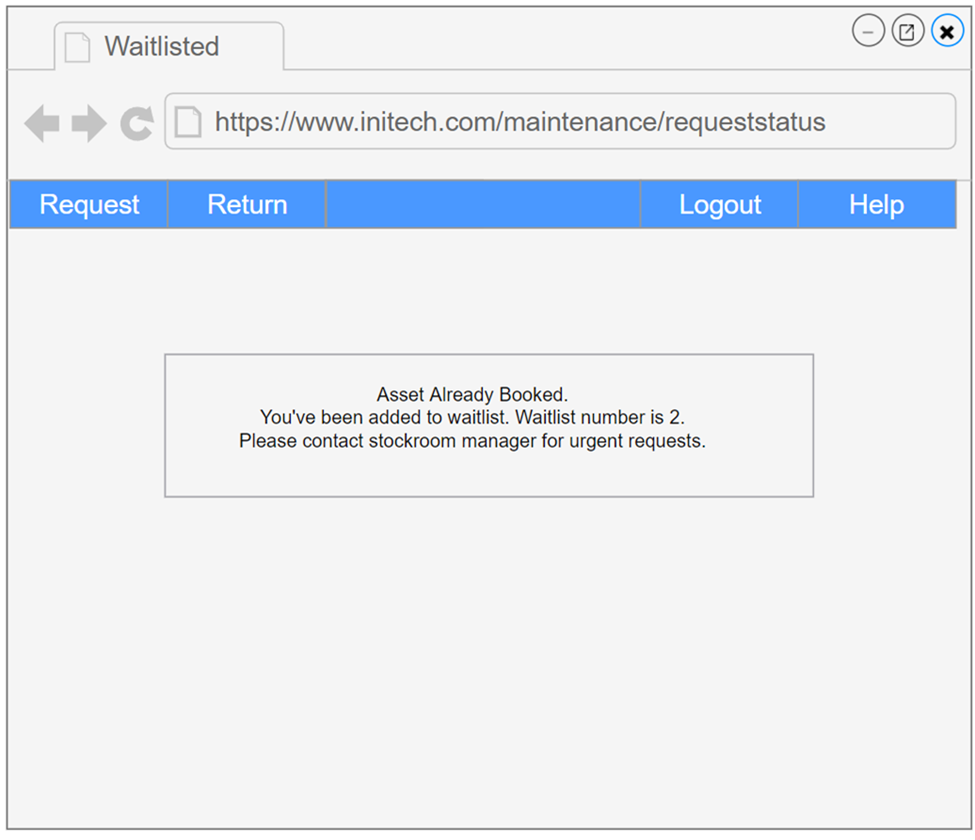 Waitlisted
https://www.initech.com/maintenance/requeststatus
Request Return Logout Help
Asset Already Booked.
You've been added to waitlist. Waitlist number is 2.
Please contact stockroom manager for urgent requests.